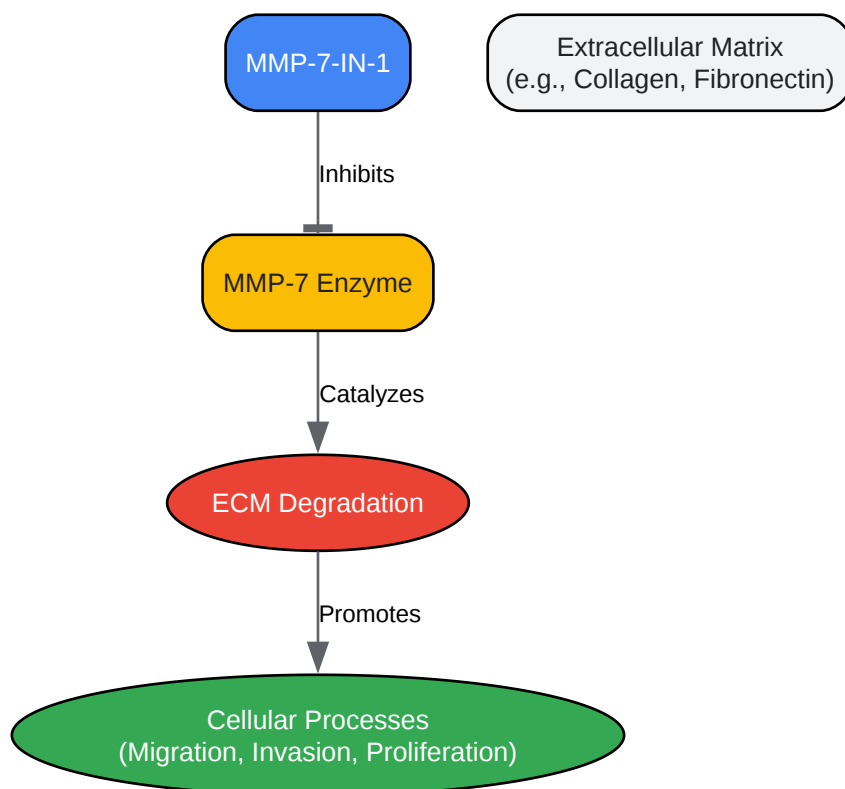 MMP-7-IN-1
Extracellular Matrix
(e.g., Collagen, Fibronectin)
Inhibits
MMP-7 Enzyme
Catalyzes
ECM Degradation
Promotes
Cellular Processes
(Migration, Invasion, Proliferation)